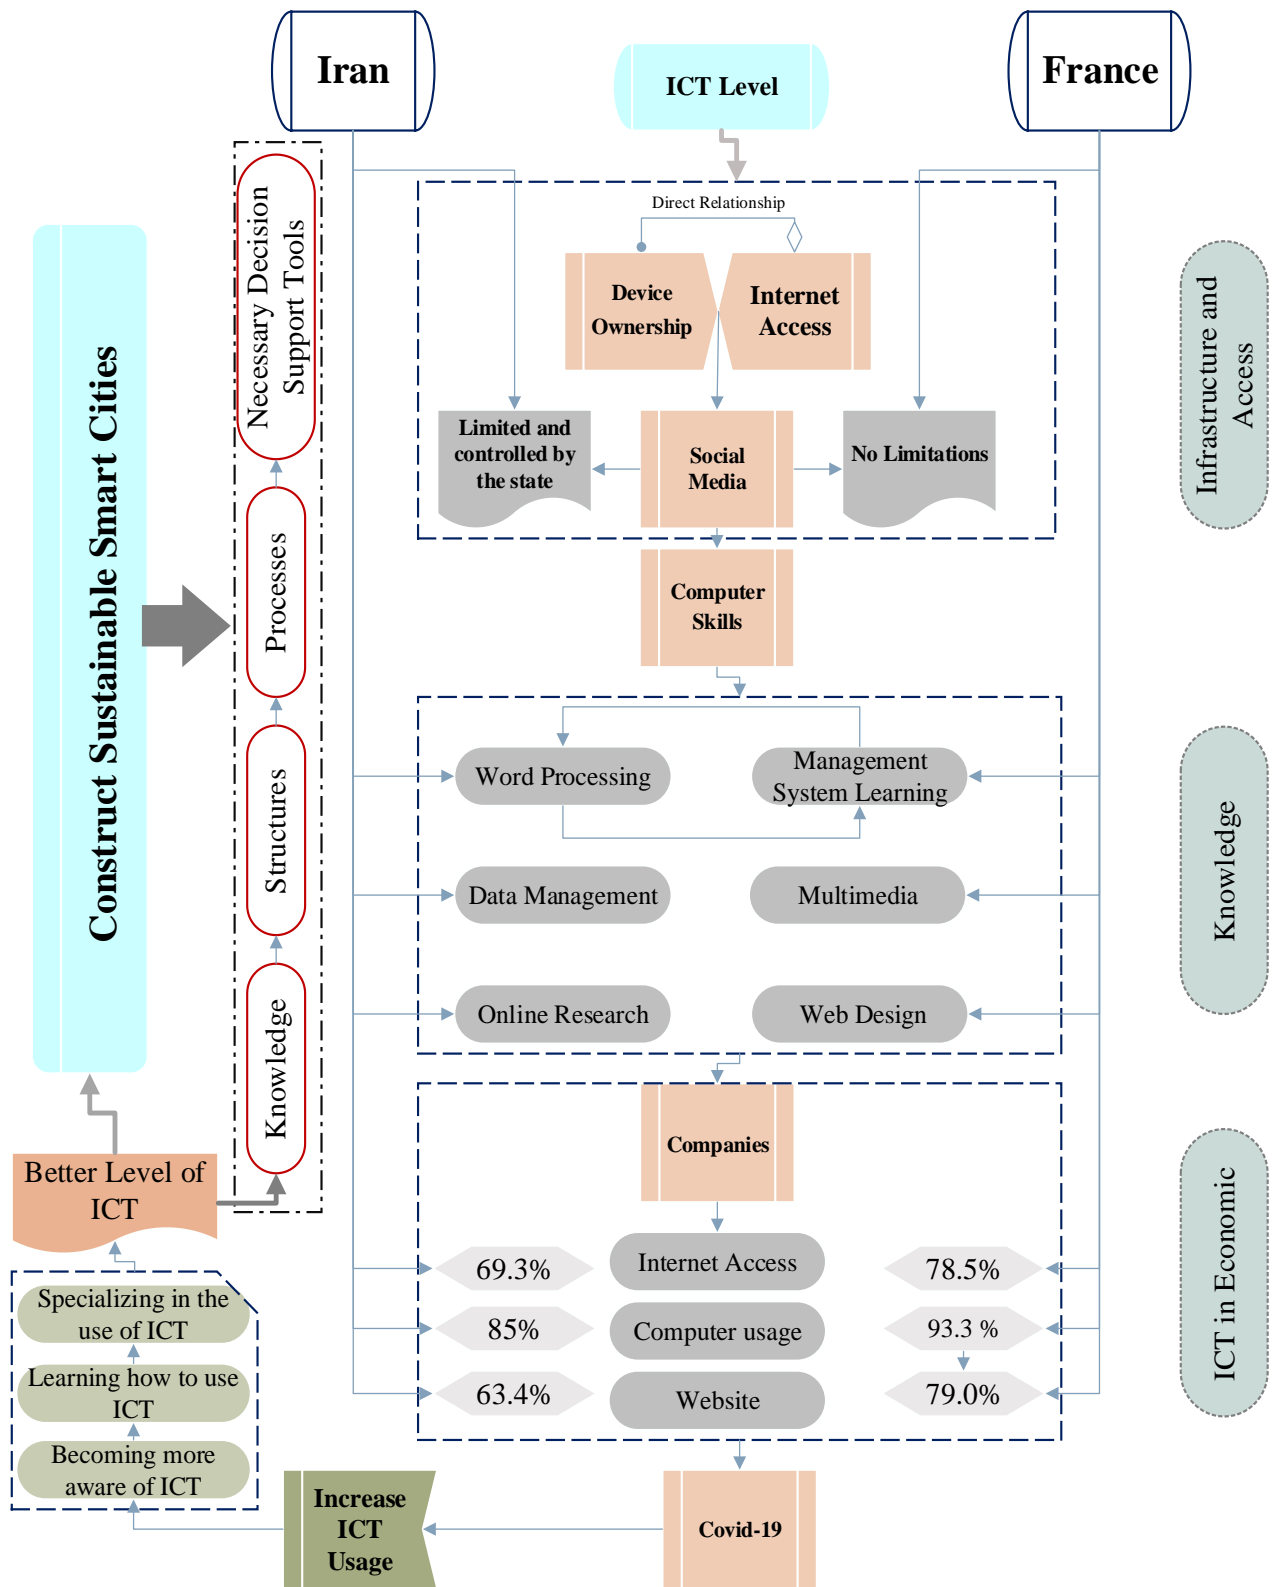 Iran
ICT Level
France
Direct Relationship
Device
Ownership
Internet
Access
Limited and
controlled by
the state
Social
Media
No Limitations
Computer
Skills
Word Processing
Management
System Learning
Data Management
Multimedia
Online Research
Web Design
Companies
Internet Access
69.3%
78.5%
Computer usage
85%
93.3 %
Website
63.4%
79.0%
Covid-19
Increase
ICT
Usage
Becoming more
aware of ICT
Learning how to use
ICT
Specializing in the
use of ICT
Better Level of
ICT
Construct Sustainable Smart Cities
Knowledge
Structures
Processes
Necessary Decision
Support Tools
Infrastructure and
Access
Knowledge
ICT in Economic